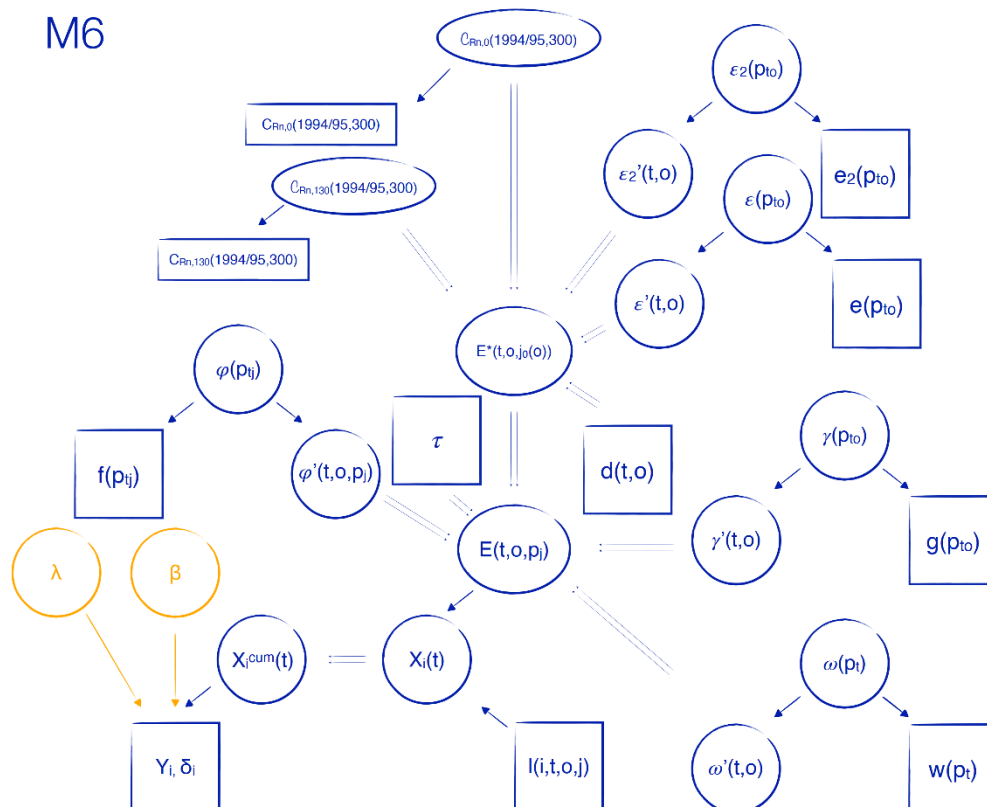 M6
𝒞Rn,0(1994/95,300)
CRn,0(1994/95,300)
𝒞Rn,130(1994/95,300)
CRn,130(1994/95,300)
ε₂(pto)
ε₂'(t,o)
e₂(pto)
ε(pto)
ε'(t,o)
e(pto)
E*(t,o,j₀(o))
φ(ptj)
f(ptj)
φ'(t,o,pj)
τ
d(t,o)
γ(pto)
γ'(t,o)
g(pto)
E(t,o,pj)
λ
β
Xicum(t)
Xi(t)
ω(pt)
Yi, δi
l(i,t,o,j)
ω'(t,o)
w(pt)